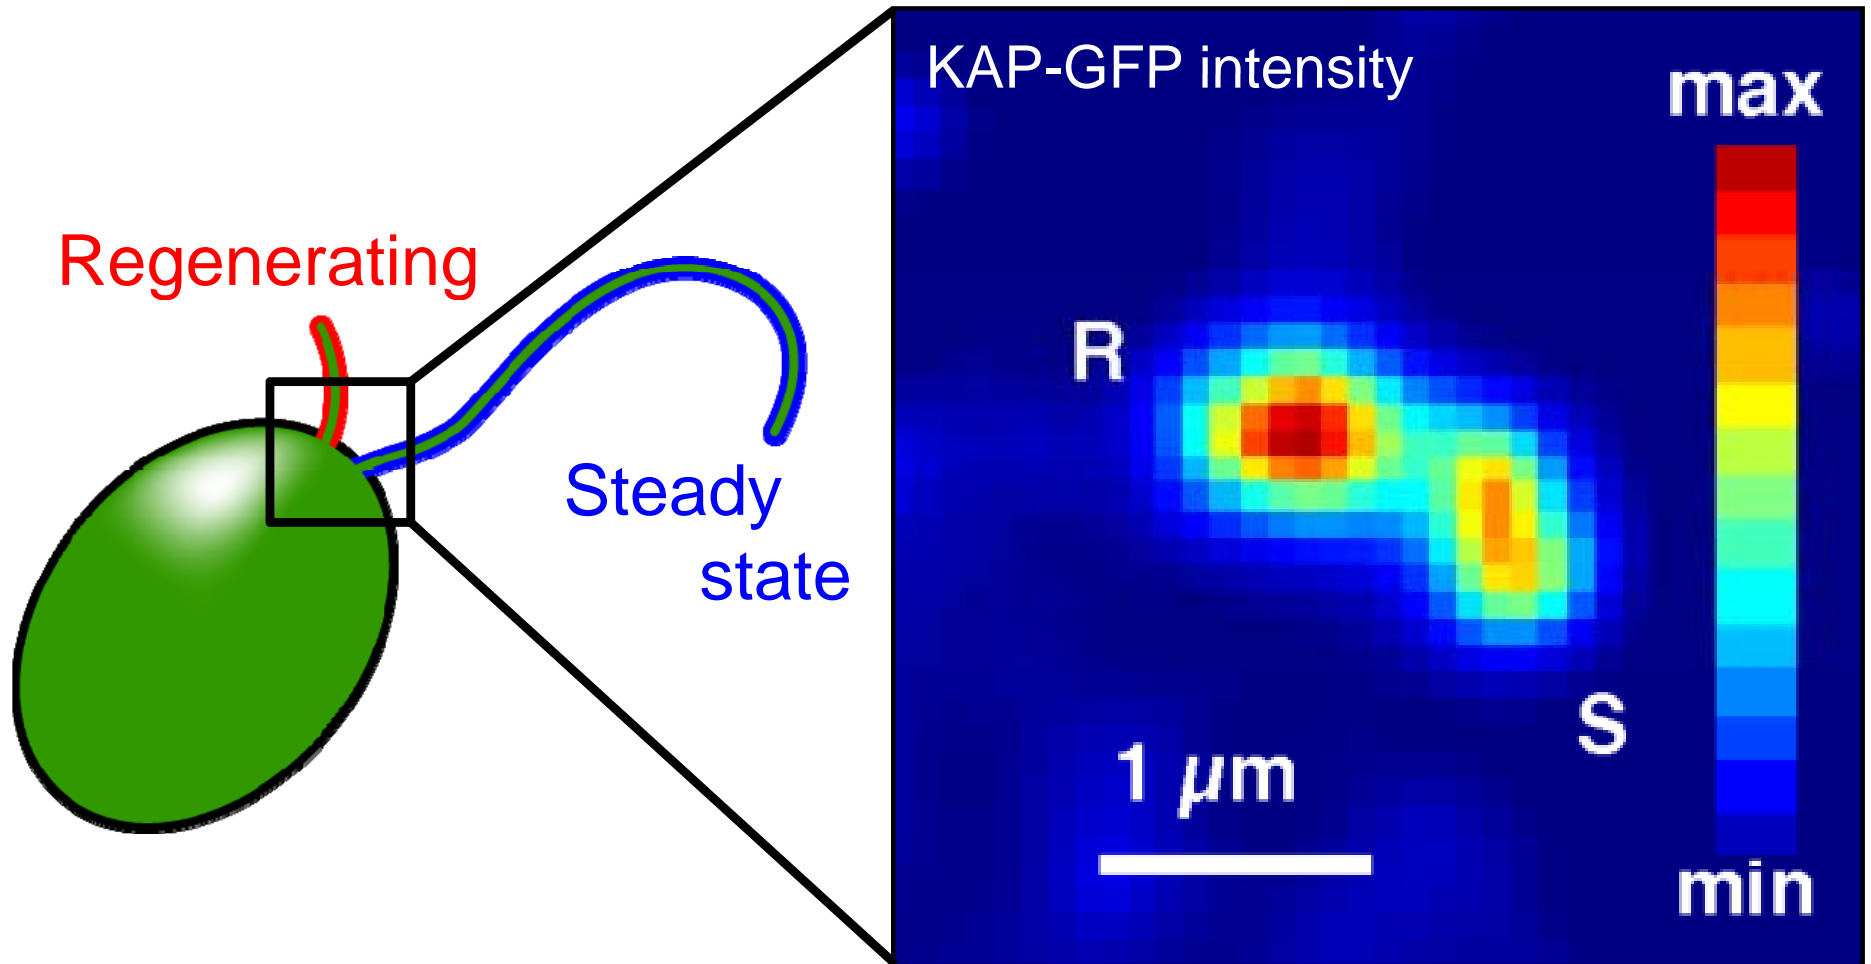 Regenerating
Steady
state
KAP-GFP intensity
max
R
S
1 µm
min